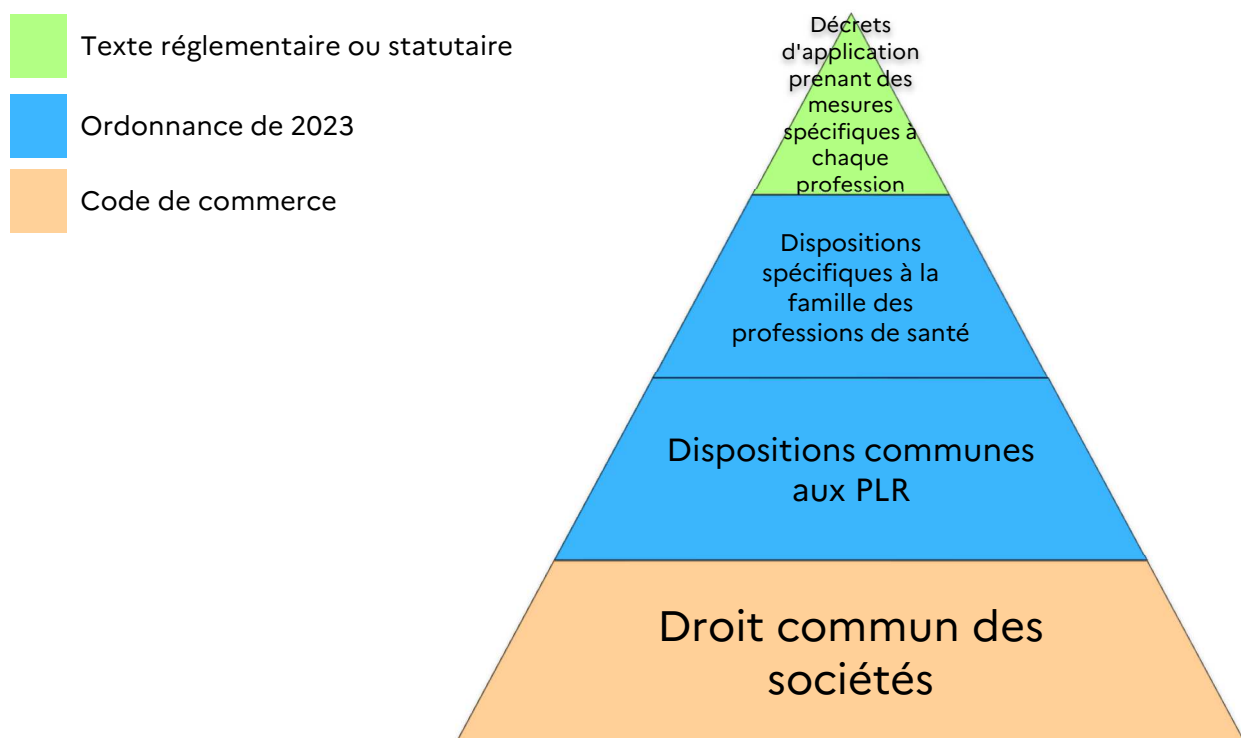 Texte réglementaire ou statutaire
Ordonnance de 2023
Code de commerce
Décrets
d'application
prenant des
mesures
spécifiques à
chaque
profession
Dispositions
spécifiques à la
famille des
professions de santé
Dispositions communes
aux PLR
Droit commun des
sociétés